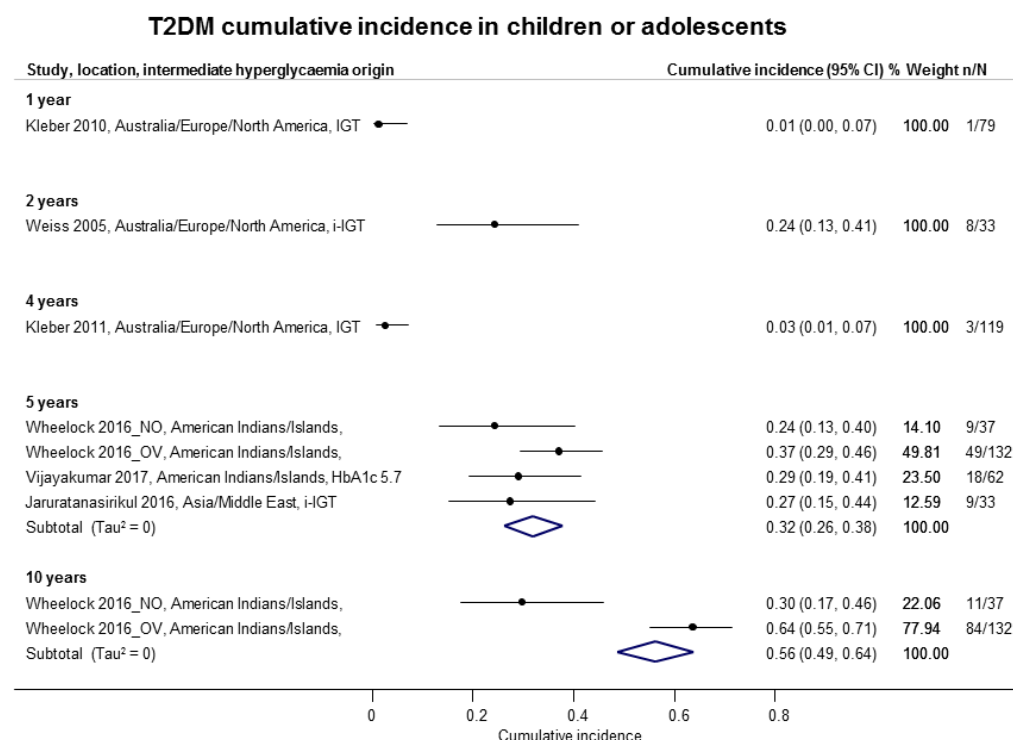 T2DM cumulative incidence in children or adolescents
Study, location, intermediate hyperglycaemia origin Cumulative incidence (95% CI) % Weight n/N
1 year
Kleber 2010, Australia/Europe/North America, IGT 0.01 (0.00, 0.07) 100.00 1/79
2 years
Weiss 2005, Australia/Europe/North America, i-IGT 0.24 (0.13, 0.41) 100.00 8/33
4 years
Kleber 2011, Australia/Europe/North America, IGT 0.03 (0.01, 0.07) 100.00 3/119
5 years
Wheelock 2016_NO, American Indians/Islands, 0.24 (0.13, 0.40) 14.10 9/37
Wheelock 2016_OV, American Indians/Islands, 0.37 (0.29, 0.46) 49.81 49/132
Vijayakumar 2017, American Indians/Islands, HbA1c 5.7 0.29 (0.19, 0.41) 23.50 18/62
Jaruratanasirikul 2016, Asia/Middle East, i-IGT 0.27 (0.15, 0.44) 12.59 9/33
Subtotal (Tau² = 0) 0.32 (0.26, 0.38) 100.00
10 years
Wheelock 2016_NO, American Indians/Islands, 0.30 (0.17, 0.46) 22.06 11/37
Wheelock 2016_OV, American Indians/Islands, 0.64 (0.55, 0.71) 77.94 84/132
Subtotal (Tau² = 0) 0.56 (0.49, 0.64) 100.00
0 0.2 0.4 0.6 0.8
Cumulative incidence